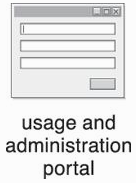 usage and
administration
portal